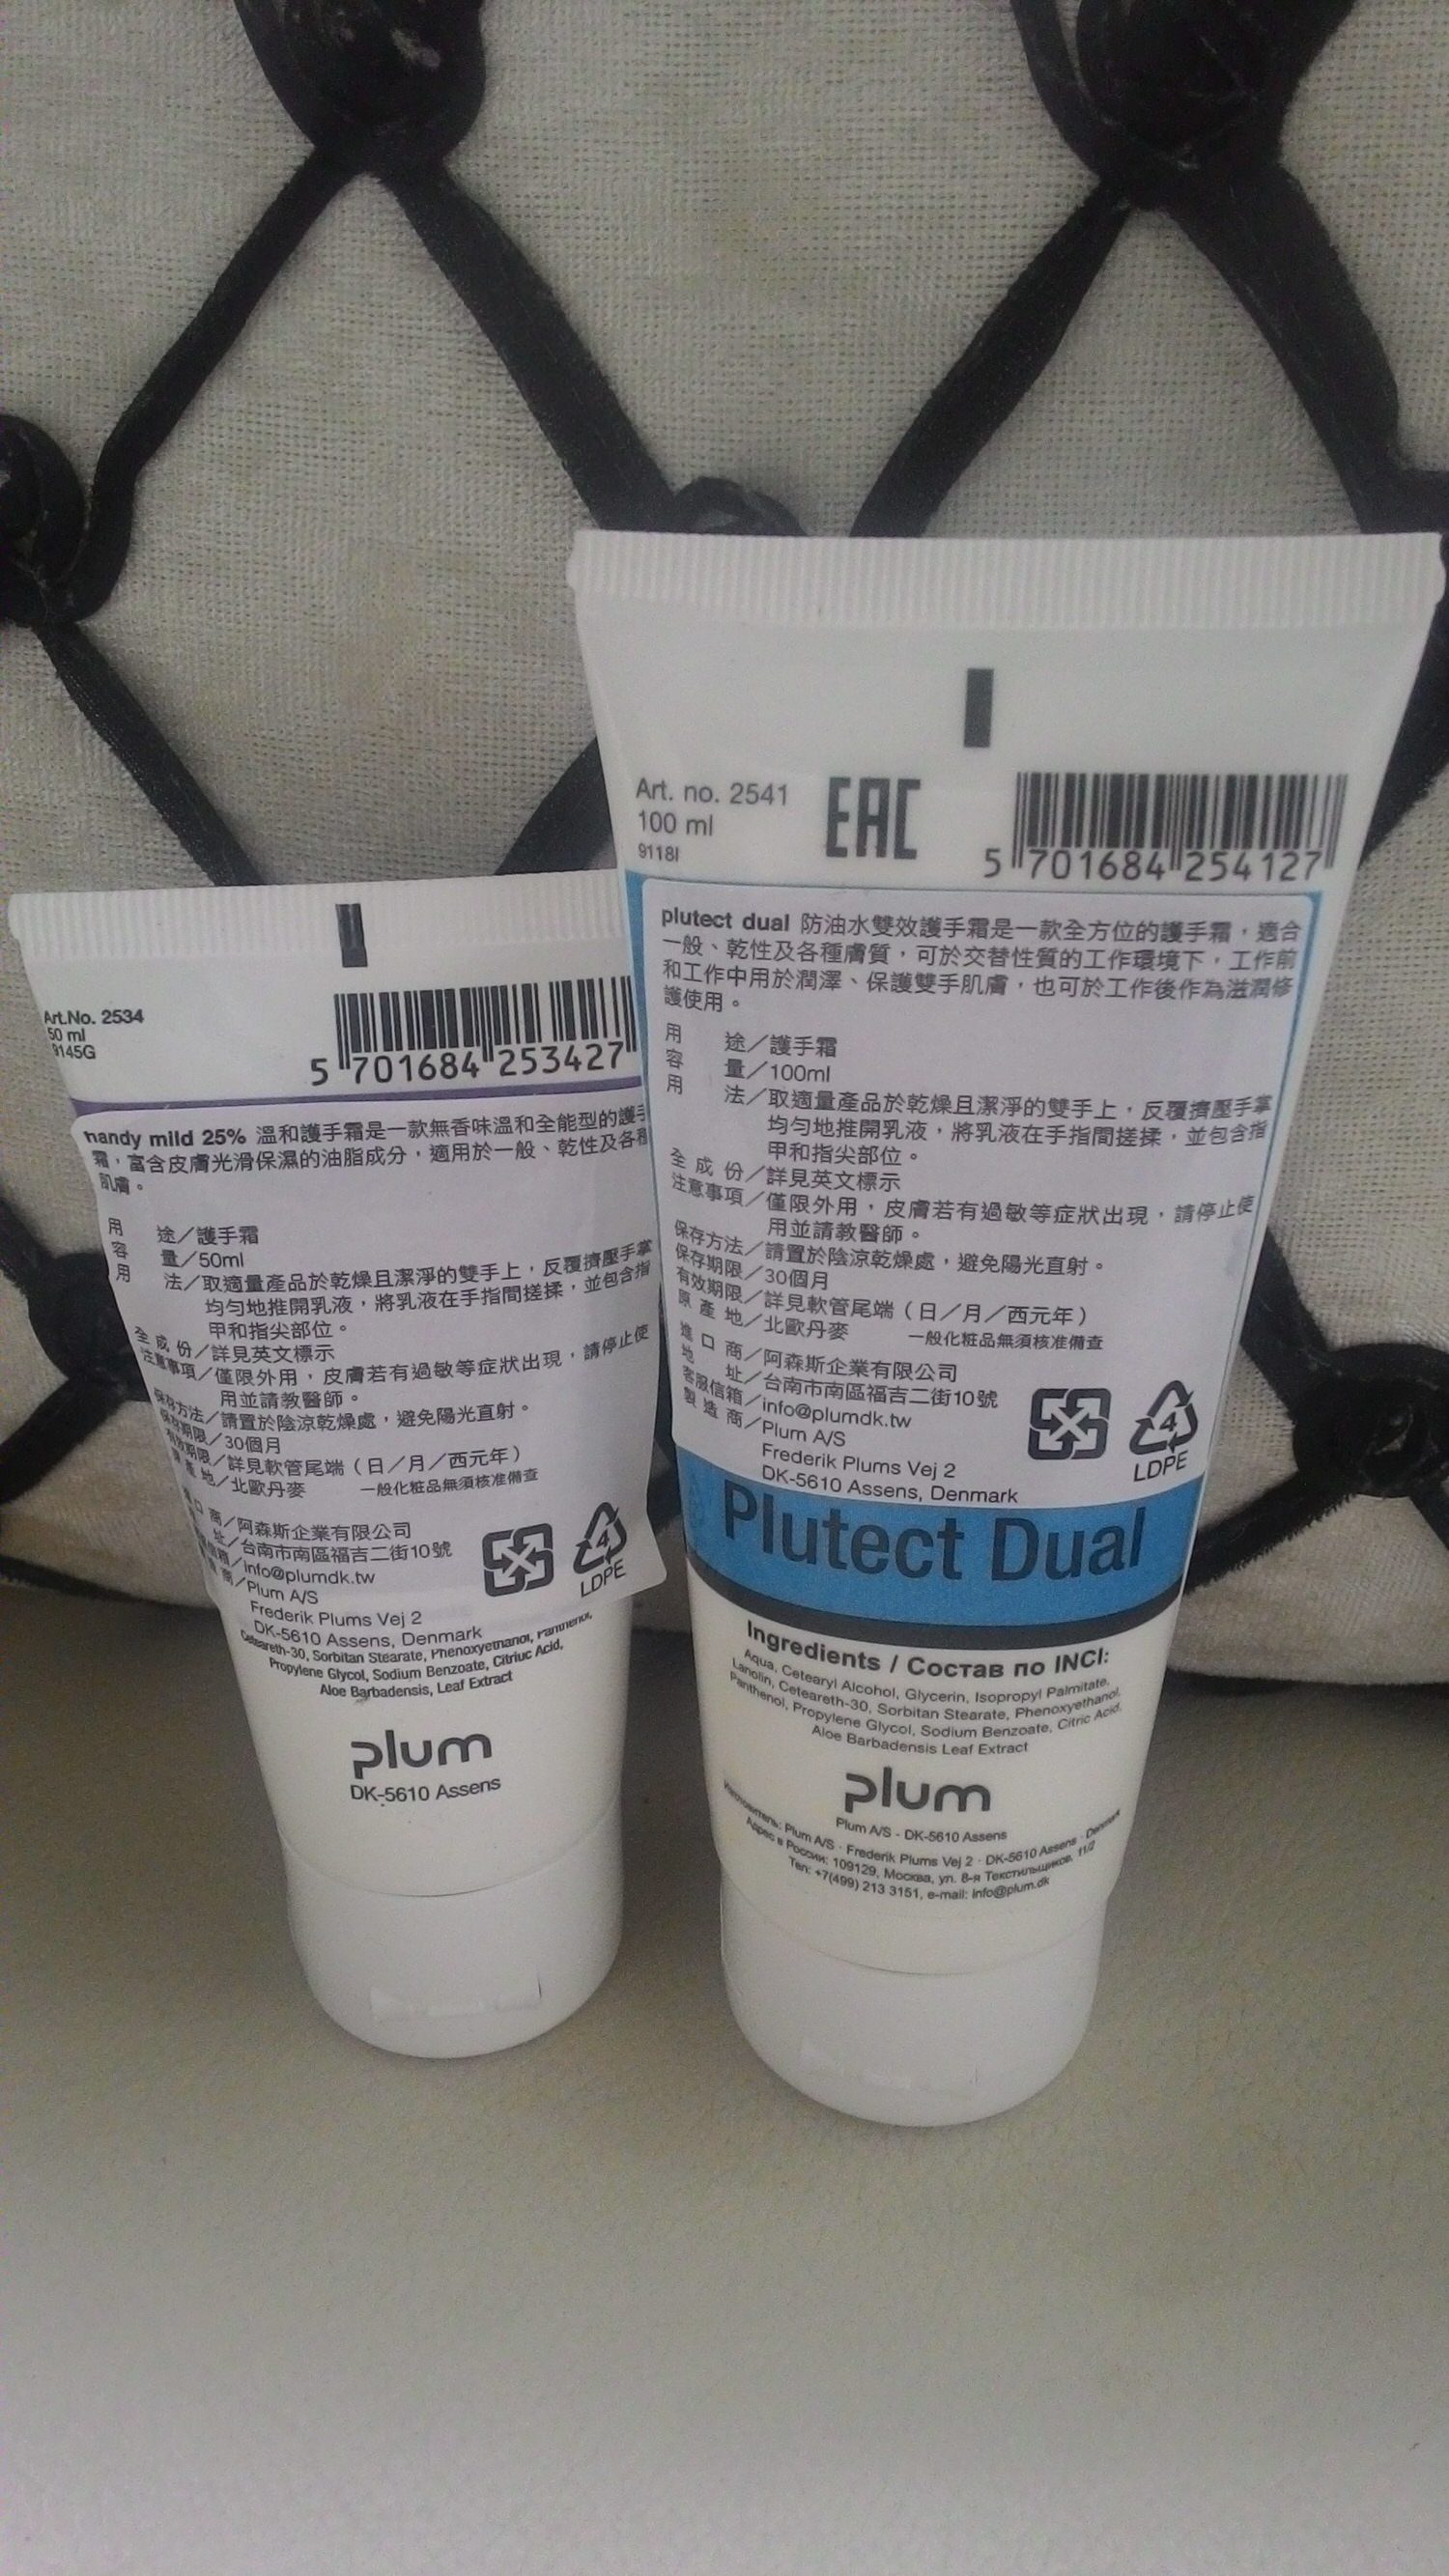 Art.No. 2534
50 ml
9145G
5 701684 253427
handy mild 25% 溫和護手霜是一款無香味溫和全能型的護手
霜，富含皮膚光滑保濕的油脂成分，適用於一般、乾性及各種
肌膚。
用途／護手霜
容量／50ml
用法／取適量產品於乾燥且潔淨的雙手上，反覆擠壓手掌
均勻地推開乳液，將乳液在手指間搓揉，並包含指
甲和指尖部位。
全成份／詳見英文標示
注意事項／僅限外用，皮膚若有過敏等症狀出現，請停止使
用並請教醫師。
保存方法／請置於陰涼乾燥處，避免陽光直射。
保存期限／30個月
有效期限／詳見軟管尾端（日／月／西元年）
產地／北歐丹麥 一般化粧品無須核准備查
口商／阿森斯企業有限公司
址／台南市南區福吉二街10號
信箱／info@plumdk.tw
商／Plum A/S
Frederik Plums Vej 2
DK-5610 Assens, Denmark
4
LDPE
Ceteareth-30, Sorbitan Stearate, Phenoxyethanol, Panthenol,
Propylene Glycol, Sodium Benzoate, Citriuc Acid,
Aloe Barbadensis, Leaf Extract
plum
DK-5610 Assens
Art. no. 2541
100 ml
9118I
EAC
5 701684 254127
plutect dual 防油水雙效護手霜是一款全方位的護手霜，適合
一般、乾性及各種膚質，可於交替性質的工作環境下，工作前
和工作中用於潤澤、保護雙手肌膚，也可於工作後作為滋潤修
護使用。
用途／護手霜
容量／100ml
用法／取適量產品於乾燥且潔淨的雙手上，反覆擠壓手掌
均勻地推開乳液，將乳液在手指間搓揉，並包含指
甲和指尖部位。
全成份／詳見英文標示
注意事項／僅限外用，皮膚若有過敏等症狀出現，請停止使
用並請教醫師。
保存方法／請置於陰涼乾燥處，避免陽光直射。
保存期限／30個月
有效期限／詳見軟管尾端（日／月／西元年）
原產地／北歐丹麥 一般化粧品無須核准備查
進口商／阿森斯企業有限公司
地址／台南市南區福吉二街10號
客服信箱／info@plumdk.tw
製造商／Plum A/S
Frederik Plums Vej 2
DK-5610 Assens, Denmark
4
LDPE
Plutect Dual
Ingredients / Состав по INCI:
Aqua, Cetearyl Alcohol, Glycerin, Isopropyl Palmitate,
Lanolin, Ceteareth-30, Sorbitan Stearate, Phenoxyethanol,
Panthenol, Propylene Glycol, Sodium Benzoate, Citric Acid,
Aloe Barbadensis Leaf Extract
plum
Plum A/S - DK-5610 Assens
Изготовитель: Plum A/S · Frederik Plums Vej 2 · DK-5610 Assens · Denmark
Адрес в России: 109129, Москва, ул. 8-я Текстильщиков, 11/2
Тел: +7(499) 213 3151, e-mail: info@plum.dk